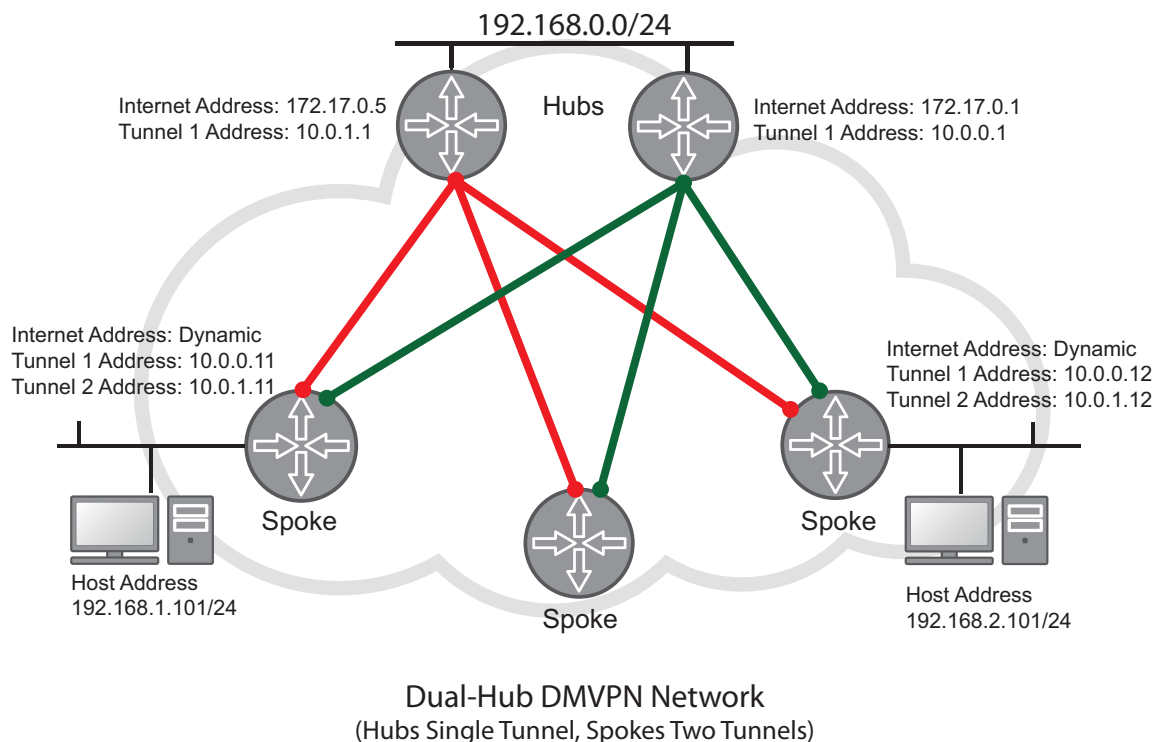 192.168.0.0/24
Internet Address: 172.17.0.5
Tunnel 1 Address: 10.0.1.1
Hubs
Internet Address: 172.17.0.1
Tunnel 1 Address: 10.0.0.1
Internet Address: Dynamic
Tunnel 1 Address: 10.0.0.11
Tunnel 2 Address: 10.0.1.11
Internet Address: Dynamic
Tunnel 1 Address: 10.0.0.12
Tunnel 2 Address: 10.0.1.12
Spoke
Spoke
Spoke
Host Address
192.168.1.101/24
Host Address
192.168.2.101/24
Dual-Hub DMVPN Network
(Hubs Single Tunnel, Spokes Two Tunnels)